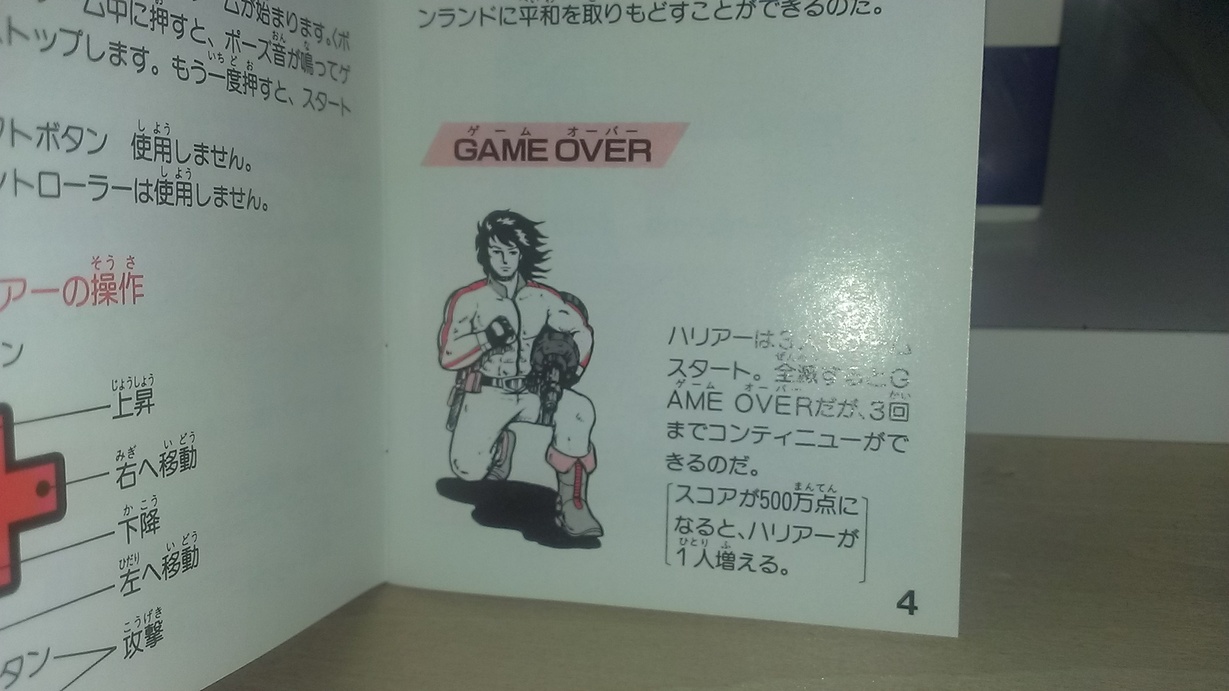 ムが始まります。(ポ
ーム中に押すと、ポーズ音が鳴ってゲ
トップします。もう一度押すと、スタート
トボタン 使用しません。
ントローラーは使用しません。
アーの操作
ン
上昇
右へ移動
下降
左へ移動
タン
攻撃
ンランドに平和を取りもどすことができるのだ。
ゲーム オーバー
GAME OVER
ハリアーは3
スタート。全滅するとG
AME OVERだが、3回
までコンティニューがで
きるのだ。
[スコアが500万点に
なると、ハリアーが
1人増える。]
4